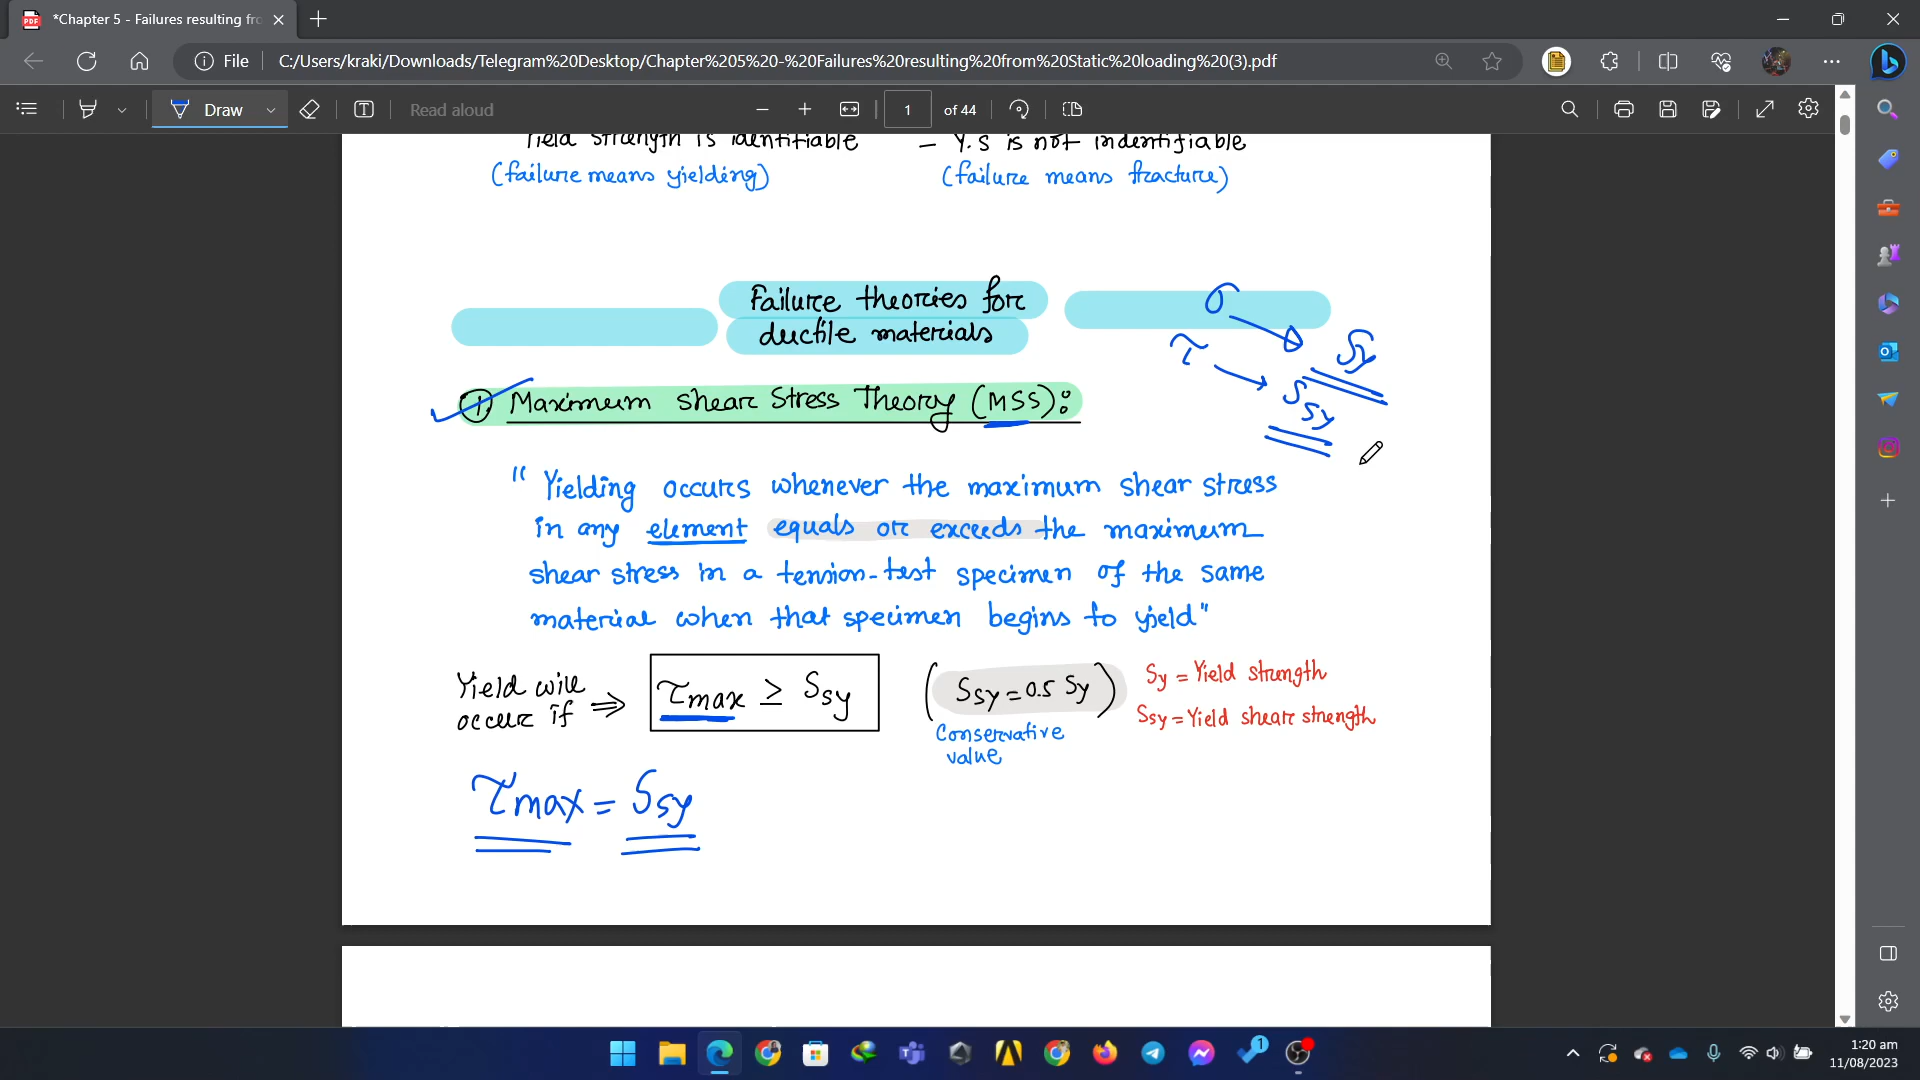 *Chapter 5 - Failures resulting fro
File
C:/Users/kraki/Downloads/Telegram%20Desktop/Chapter%205%20-%20Failures%20resulting%20from%20Static%20loading%20(3).pdf
Draw
Read aloud
1 of 44
Yield strength is identifiable
(failure means yielding)
– Y.S is not indentifiable
(failure means fracture)
Failure theories for
ductile materials
σ
τ
Sy
Ssy
① Maximum shear Stress Theory (MSS):
" Yielding occurs whenever the maximum shear stress
in any element equals or exceeds the maximum
shear stress in a tension-test specimen of the same
material when that specimen begins to yield"
Yield will
occur if ⇒
τmax ≥ Ssy
(Ssy = 0.5 Sy)
Conservative
value
Sy = Yield strength
Ssy = Yield shear strength
τmax = Ssy
1
1:20 am
11/08/2023